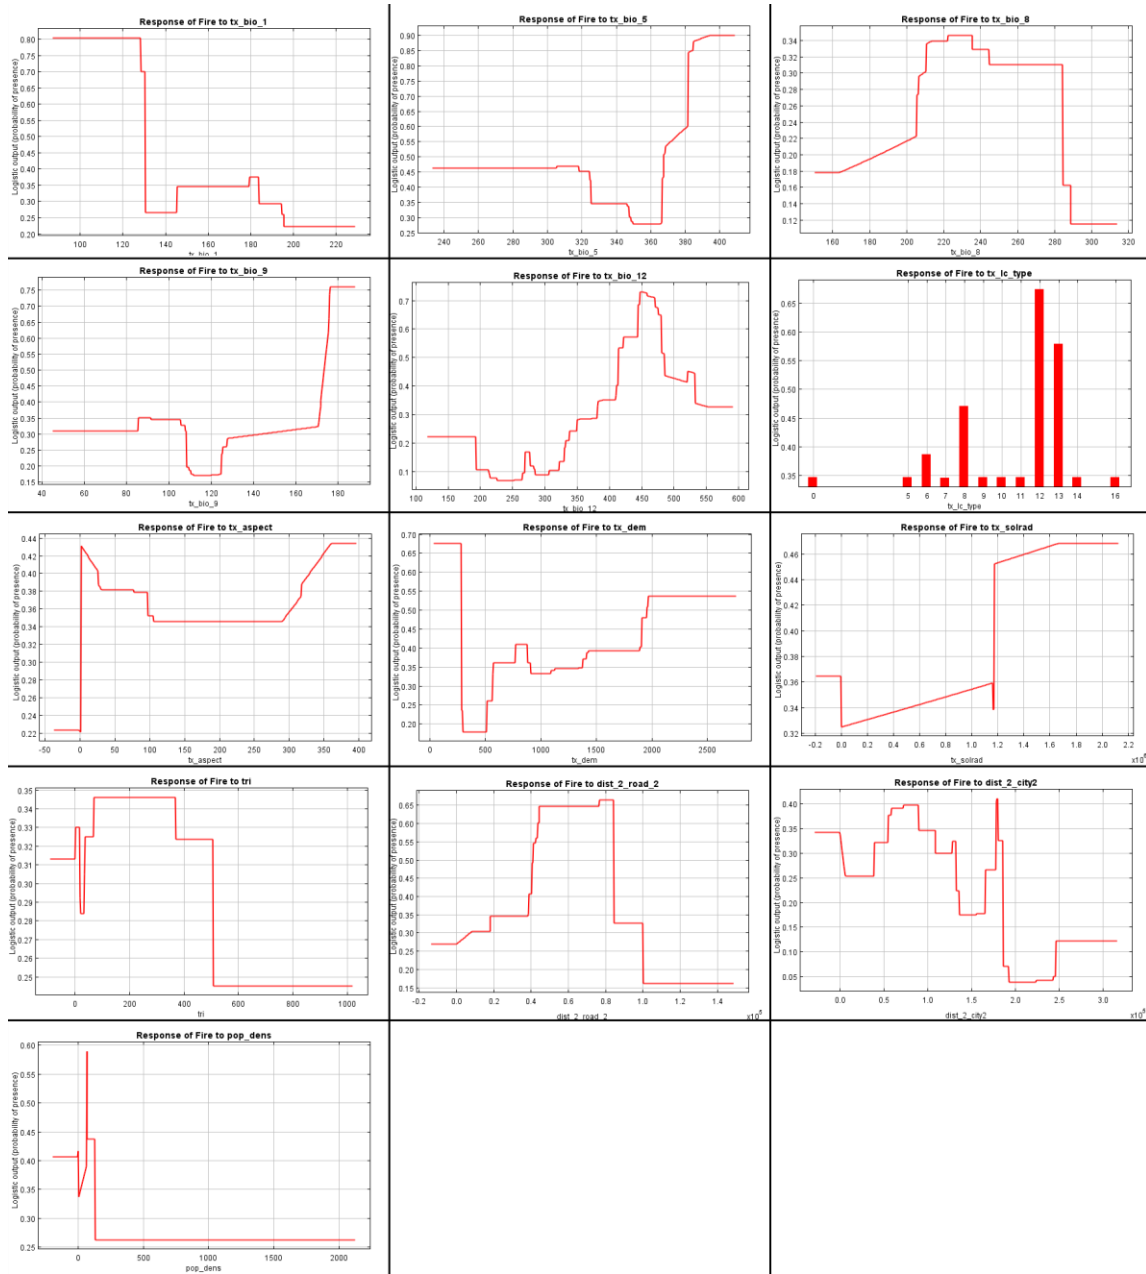 Response of Fire to tx_bio_1
Logistic output (probability of presence)
0.80
0.75
0.70
0.65
0.60
0.55
0.50
0.45
0.40
0.35
0.30
0.25
0.20
100 120 140 160 180 200 220
tx_bio_1
Response of Fire to tx_bio_5
Logistic output (probability of presence)
0.90
0.85
0.80
0.75
0.70
0.65
0.60
0.55
0.50
0.45
0.40
0.35
0.30
0.25
240 260 280 300 320 340 360 380 400
tx_bio_5
Response of Fire to tx_bio_8
Logistic output (probability of presence)
0.34
0.32
0.30
0.28
0.26
0.24
0.22
0.20
0.18
0.16
0.14
0.12
160 180 200 220 240 260 280 300 320
tx_bio_8
Response of Fire to tx_bio_9
Logistic output (probability of presence)
0.75
0.70
0.65
0.60
0.55
0.50
0.45
0.40
0.35
0.30
0.25
0.20
0.15
40 60 80 100 120 140 160 180
tx_bio_9
Response of Fire to tx_bio_12
Logistic output (probability of presence)
0.7
0.6
0.5
0.4
0.3
0.2
0.1
100 150 200 250 300 350 400 450 500 550 600
tx_bio_12
Response of Fire to tx_lc_type
Logistic output (probability of presence)
0.65
0.60
0.55
0.50
0.45
0.40
0.35
0 5 6 7 8 9 10 11 12 13 14 16
tx_lc_type
Response of Fire to tx_aspect
Logistic output (probability of presence)
0.44
0.42
0.40
0.38
0.36
0.34
0.32
0.30
0.28
0.26
0.24
0.22
-50 0 50 100 150 200 250 300 350 400
tx_aspect
Response of Fire to tx_dem
Logistic output (probability of presence)
0.70
0.65
0.60
0.55
0.50
0.45
0.40
0.35
0.30
0.25
0.20
0 500 1000 1500 2000 2500
tx_dem
Response of Fire to tx_solrad
Logistic output (probability of presence)
0.46
0.44
0.42
0.40
0.38
0.36
0.34
0.32
-0.2 0.0 0.2 0.4 0.6 0.8 1.0 1.2 1.4 1.6 1.8 2.0 2.2
tx_solrad
Response of Fire to tri
Logistic output (probability of presence)
0.35
0.34
0.33
0.32
0.31
0.30
0.29
0.28
0.27
0.26
0.25
0 200 400 600 800 1000
tri
Response of Fire to dist_2_road_2
Logistic output (probability of presence)
0.65
0.60
0.55
0.50
0.45
0.40
0.35
0.30
0.25
0.20
0.15
-0.2 0.0 0.2 0.4 0.6 0.8 1.0 1.2 1.4
dist_2_road_2
Response of Fire to dist_2_city2
Logistic output (probability of presence)
0.40
0.35
0.30
0.25
0.20
0.15
0.10
0.05
0.0 0.5 1.0 1.5 2.0 2.5 3.0
dist_2_city2
Response of Fire to pop_dens
Logistic output (probability of presence)
0.60
0.55
0.50
0.45
0.40
0.35
0.30
0.25
0 500 1000 1500 2000
pop_dens